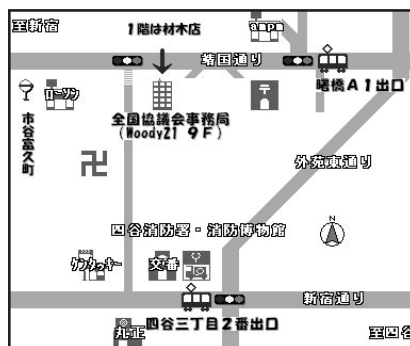 至新宿
1階は材木店
ampm
靖国通り
ローソン
曙橋A1出口
市谷富久町
全国協議会事務局
(Woody21 9F)
外苑東通り
四谷消防署・消防博物館
N
ケンタッキー
交番
新宿通り
丸正
四谷三丁目2番出口
至四谷